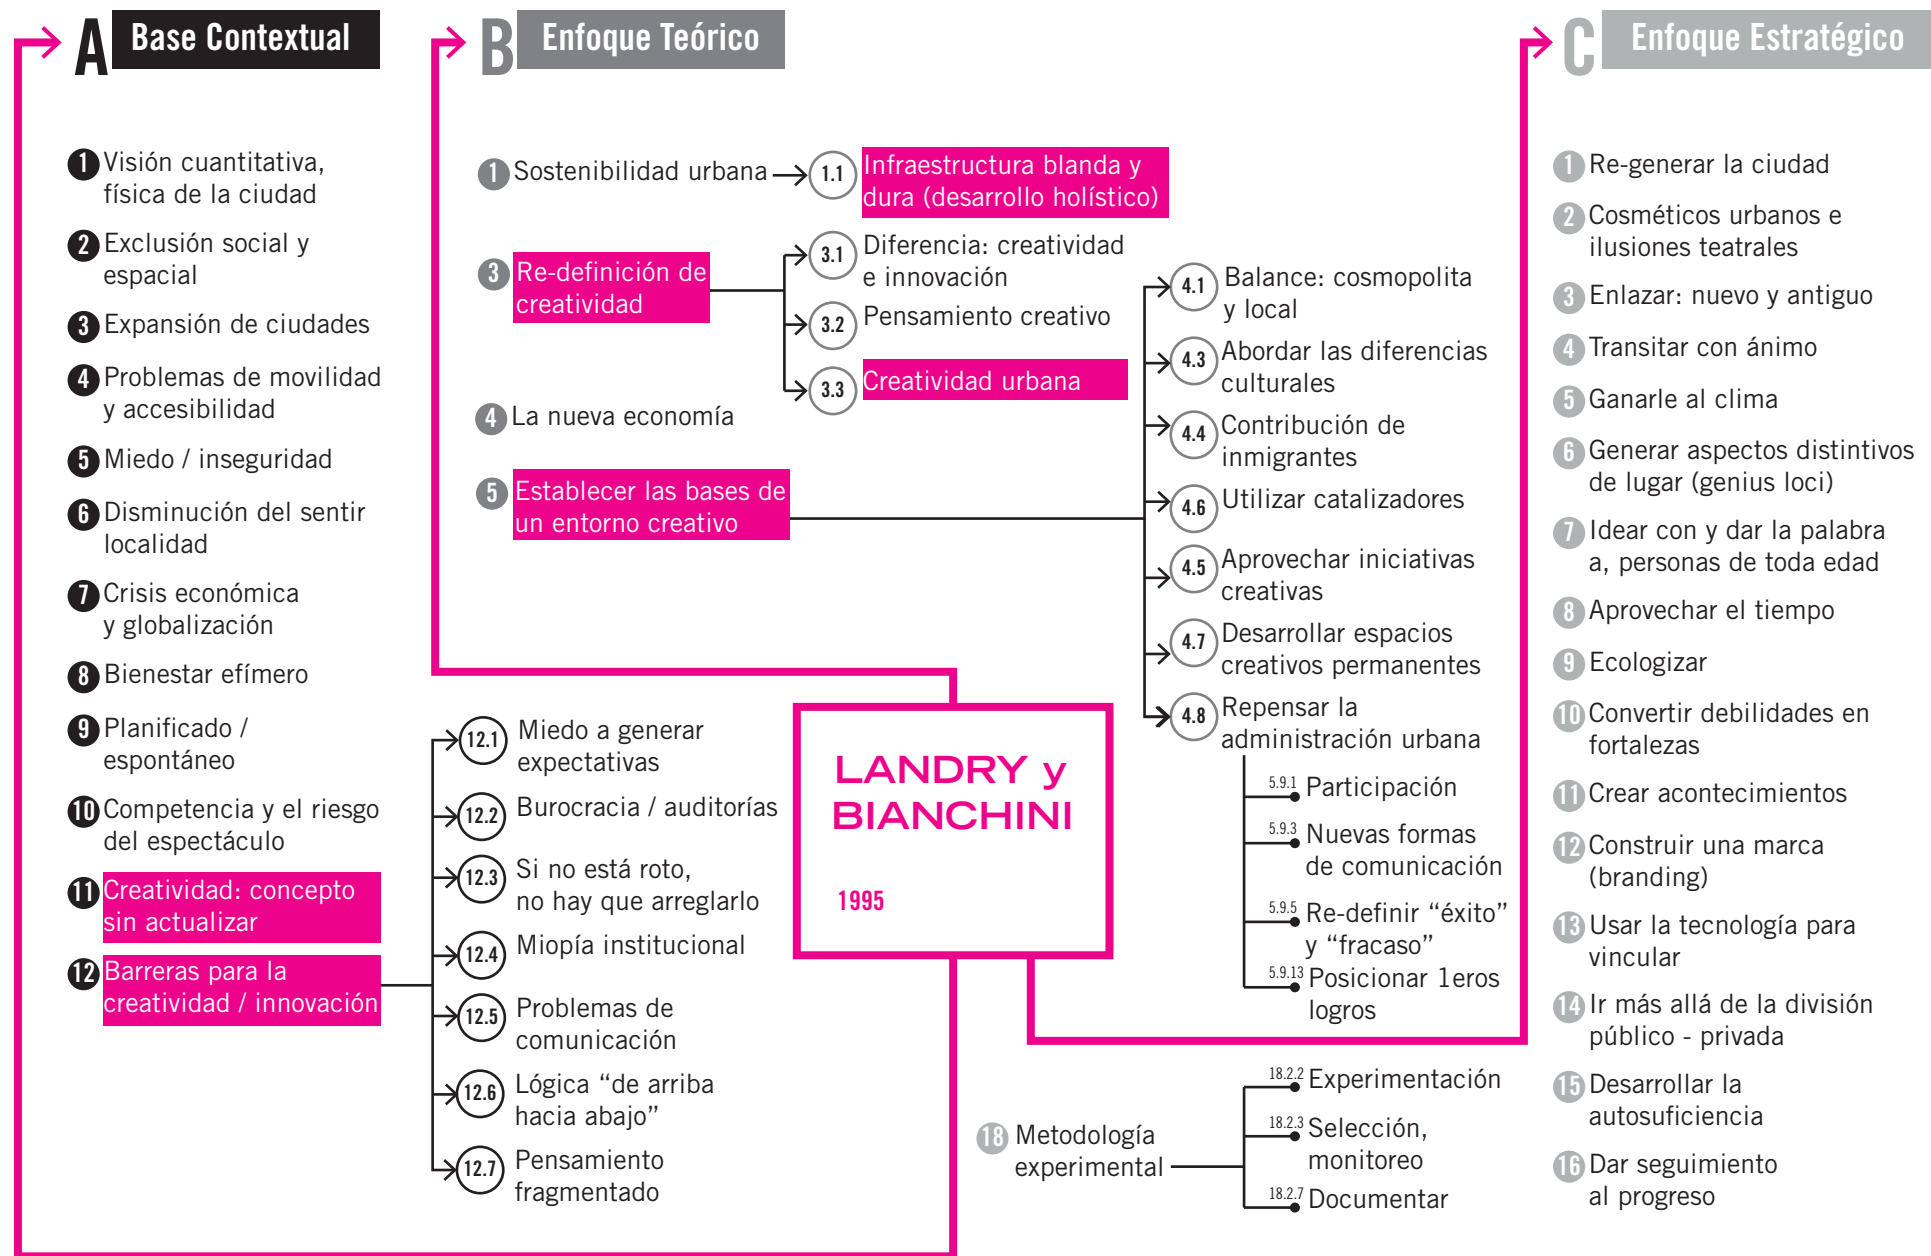 A Base Contextual
1 Visión cuantitativa,
física de la ciudad
2 Exclusión social y
espacial
3 Expansión de ciudades
4 Problemas de movilidad
y accesibilidad
5 Miedo / inseguridad
6 Disminución del sentir
localidad
7 Crisis económica
y globalización
8 Bienestar efímero
9 Planificado /
espontáneo
10 Competencia y el riesgo
del espectáculo
11 Creatividad: concepto
sin actualizar
12 Barreras para la
creatividad / innovación
12.1 Miedo a generar
expectativas
12.2 Burocracia / auditorías
12.3 Si no está roto,
no hay que arreglarlo
12.4 Miopía institucional
12.5 Problemas de
comunicación
12.6 Lógica “de arriba
hacia abajo”
12.7 Pensamiento
fragmentado
B Enfoque Teórico
1 Sostenibilidad urbana
1.1 Infraestructura blanda y
dura (desarrollo holístico)
3 Re-definición de
creatividad
3.1 Diferencia: creatividad
e innovación
3.2 Pensamiento creativo
3.3 Creatividad urbana
4 La nueva economía
5 Establecer las bases de
un entorno creativo
4.1 Balance: cosmopolita
y local
4.3 Abordar las diferencias
culturales
4.4 Contribución de
inmigrantes
4.6 Utilizar catalizadores
4.5 Aprovechar iniciativas
creativas
4.7 Desarrollar espacios
creativos permanentes
4.8 Repensar la
administración urbana
5.9.1 Participación
5.9.3 Nuevas formas
de comunicación
5.9.5 Re-definir “éxito”
y “fracaso”
5.9.13 Posicionar 1eros
logros
LANDRY y
BIANCHINI
1995
18 Metodología
experimental
18.2.2 Experimentación
18.2.3 Selección,
monitoreo
18.2.7 Documentar
C Enfoque Estratégico
1 Re-generar la ciudad
2 Cosméticos urbanos e
ilusiones teatrales
3 Enlazar: nuevo y antiguo
4 Transitar con ánimo
5 Ganarle al clima
6 Generar aspectos distintivos
de lugar (genius loci)
7 Idear con y dar la palabra
a, personas de toda edad
8 Aprovechar el tiempo
9 Ecologizar
10 Convertir debilidades en
fortalezas
11 Crear acontecimientos
12 Construir una marca
(branding)
13 Usar la tecnología para
vincular
14 Ir más allá de la división
público - privada
15 Desarrollar la
autosuficiencia
16 Dar seguimiento
al progreso